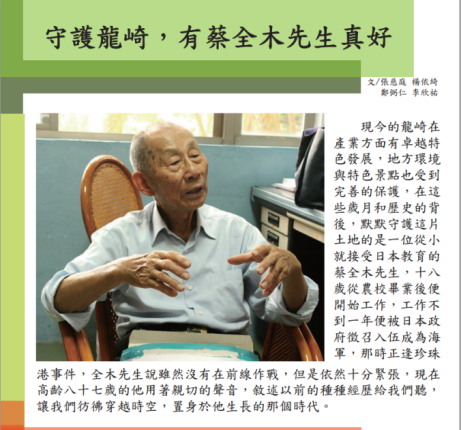 守護龍崎，有蔡全木先生真好
文/張慈庭 楊依綺
鄭弼仁 李欣祐
現今的龍崎在
產業方面有卓越特
色發展，地方環境
與特色景點也受到
完善的保護，在這
些歲月和歷史的背
後，默默守護這片
土地的是一位從小
就接受日本教育的
蔡全木先生，十八
歲從農校畢業後便
開始工作，工作不
到一年便被日本政
府徵召入伍成為海
軍，那時正逢珍珠
港事件，全木先生說雖然沒有在前線作戰，但是依然十分緊張，現在
高齡八十七歲的他用著親切的聲音，敘述以前的種種經歷給我們聽，
讓我們彷彿穿越時空，置身於他生長的那個時代。